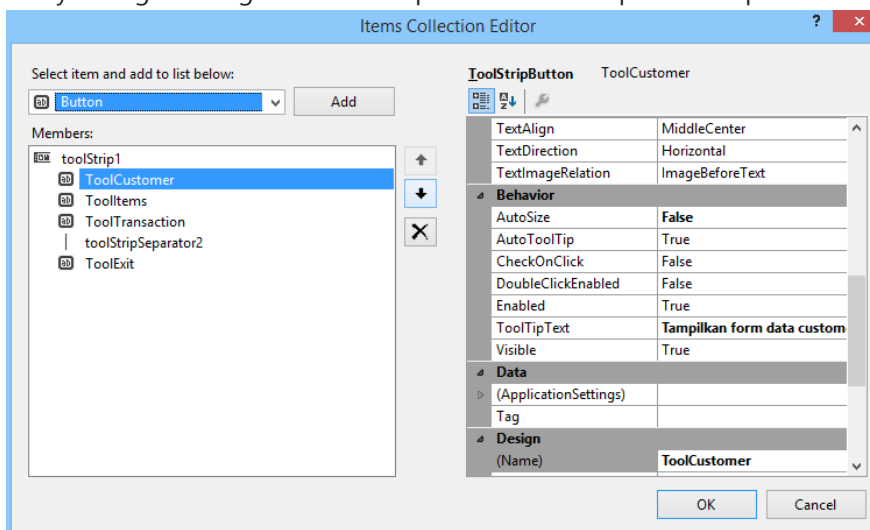 Items Collection Editor
?
×
Select item and add to list below:
Button
Add
Members:
toolStrip1
ToolCustomer
ToolItems
ToolTransaction
toolStripSeparator2
ToolExit
ToolStripButton ToolCustomer
TextAlign MiddleCenter
TextDirection Horizontal
TextImageRelation ImageBeforeText
Behavior
AutoSize False
AutoToolTip True
CheckOnClick False
DoubleClickEnabled False
Enabled True
ToolTipText Tampilkan form data custom
Visible True
Data
(ApplicationSettings)
Tag
Design
(Name) ToolCustomer
OK Cancel